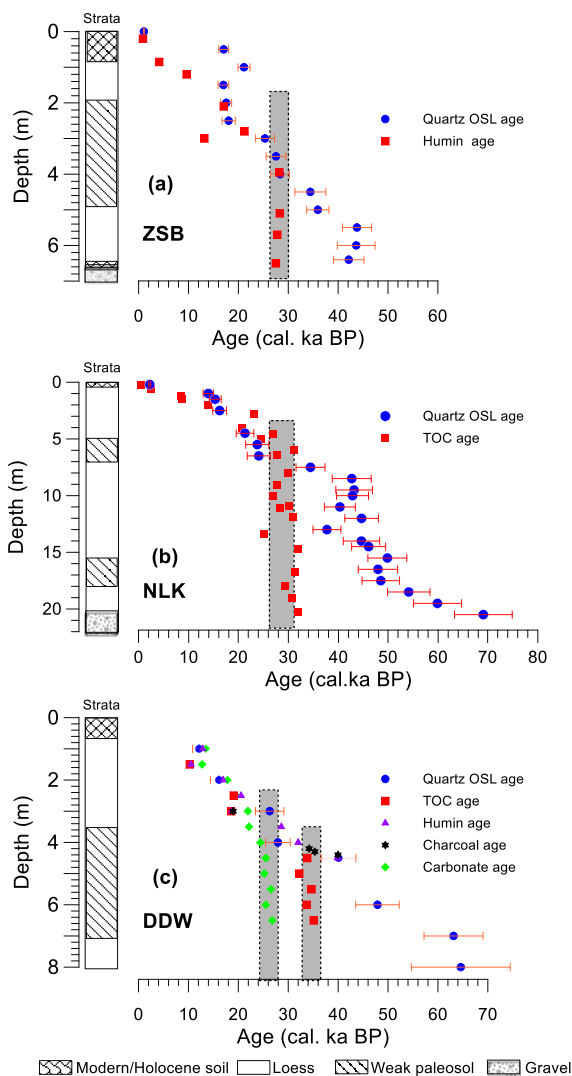 Strata
0
2
4
6
Depth (m)
Quartz OSL age
Humin age
(a)
ZSB
0 10 20 30 40 50 60
Age (cal. ka BP)
Strata
0
5
10
15
20
Depth (m)
Quartz OSL age
TOC age
(b)
NLK
0 10 20 30 40 50 60 70 80
Age (cal.ka BP)
Strata
0
2
4
6
8
Depth (m)
Quartz OSL age
TOC age
Humin age
Charcoal age
Carbonate age
(c)
DDW
0 10 20 30 40 50 60 70
Age (cal. ka BP)
Modern/Holocene soil Loess Weak paleosol Gravel